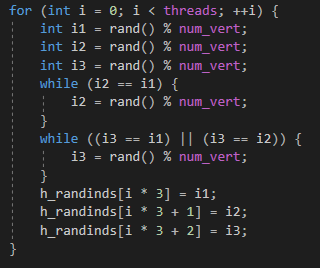 for (int i = 0; i < threads; ++i) {
int i1 = rand() % num_vert;
int i2 = rand() % num_vert;
int i3 = rand() % num_vert;
while (i2 == i1) {
i2 = rand() % num_vert;
}
while ((i3 == i1) || (i3 == i2)) {
i3 = rand() % num_vert;
}
h_randinds[i * 3] = i1;
h_randinds[i * 3 + 1] = i2;
h_randinds[i * 3 + 2] = i3;
}